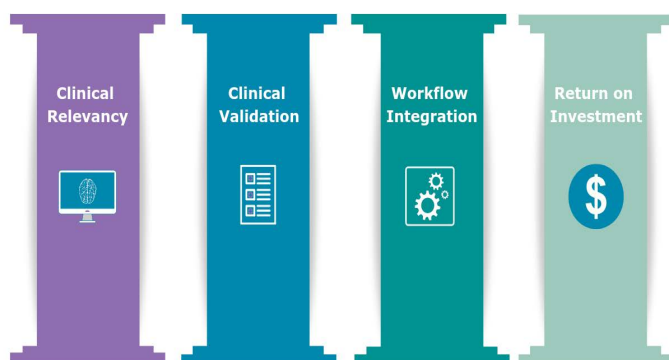 Clinical
Relevancy
Clinical
Validation
Workflow
Integration
Return on
Investment
$